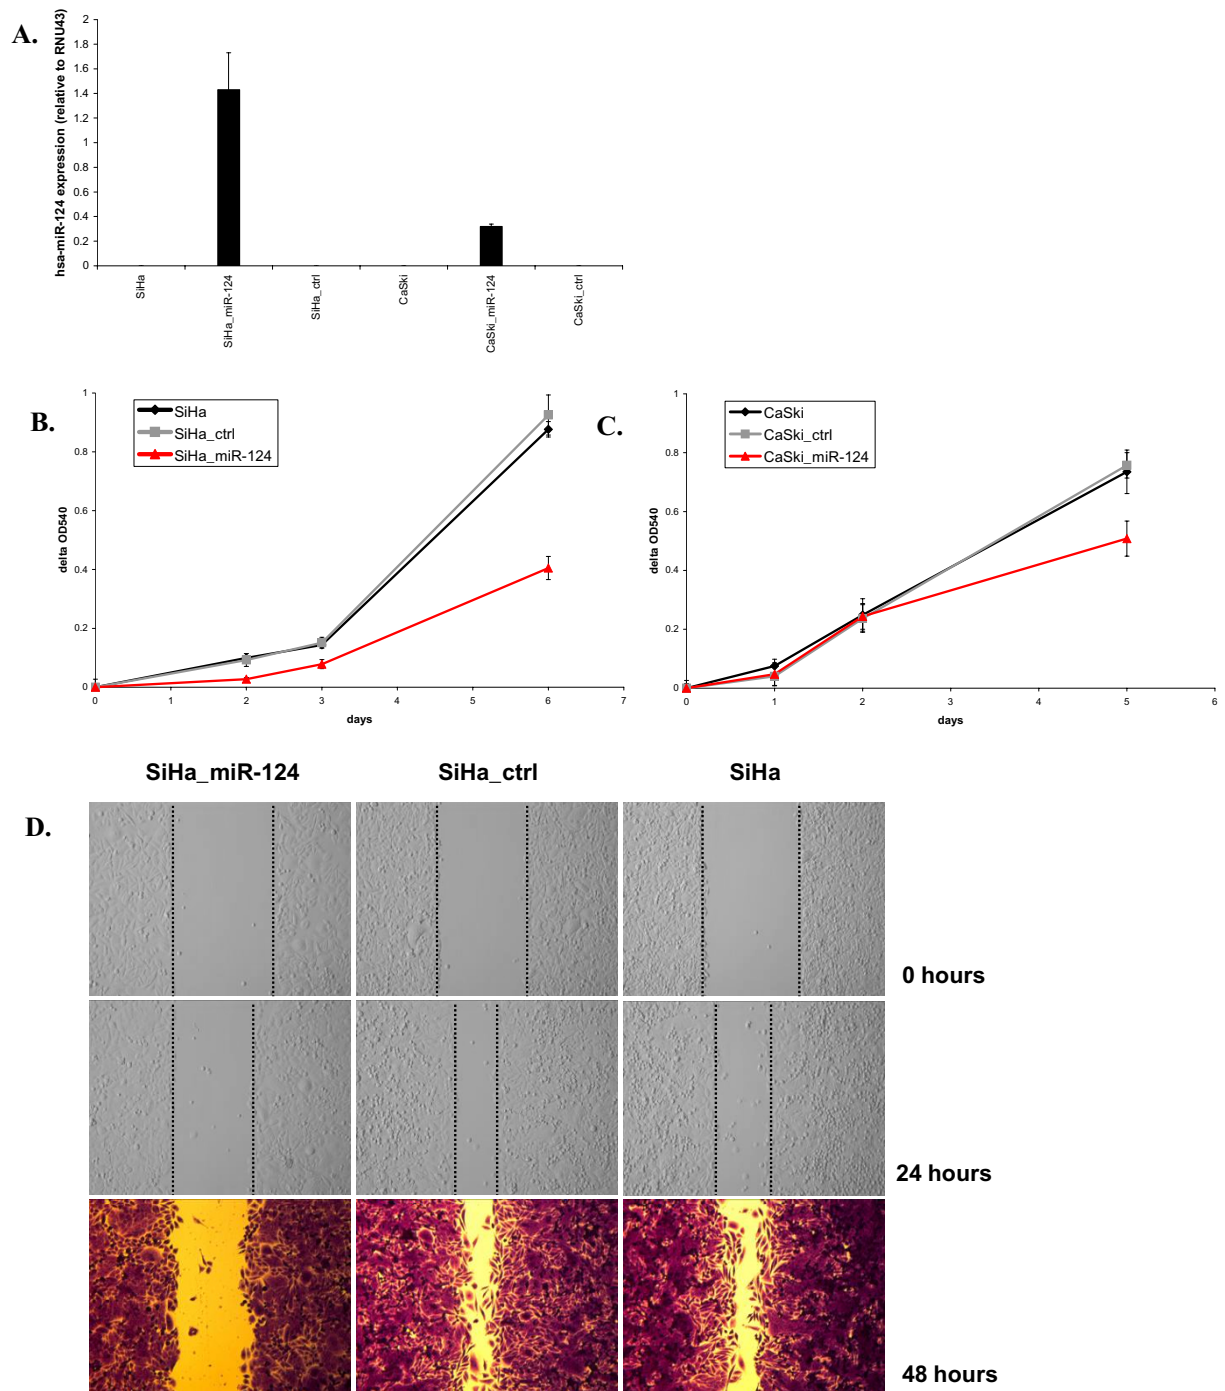 A.
hsa-miR-124 expression (relative to RNU43)
2
1.8
1.6
1.4
1.2
1
0.8
0.6
0.4
0.2
0
SiHa
SiHa_miR-124
SiHa_ctrl
CaSki
CaSki_miR-124
CaSki_ctrl
B.
delta OD540
1
0.8
0.6
0.4
0.2
0
SiHa
SiHa_ctrl
SiHa_miR-124
0 1 2 3 4 5 6 7
days
C.
delta OD540
1
0.8
0.6
0.4
0.2
0
CaSki
CaSki_ctrl
CaSki_miR-124
0 1 2 3 4 5 6
days
SiHa_miR-124 SiHa_ctrl SiHa
D.
0 hours
24 hours
48 hours